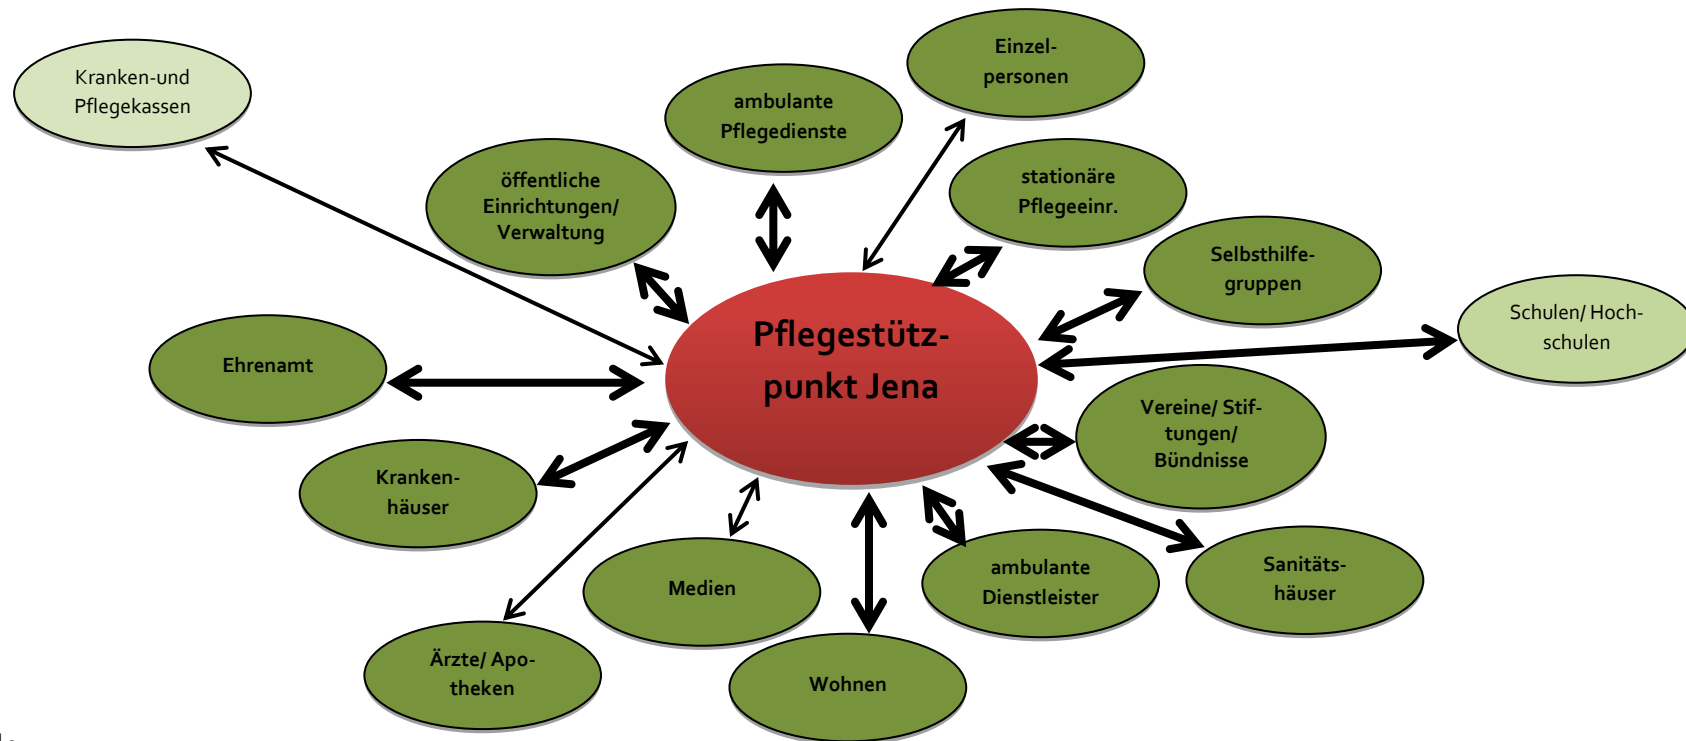 Einzel-
personen
Kranken-und
Pflegekassen
ambulante
Pflegedienste
öffentliche
Einrichtungen/
Verwaltung
stationäre
Pflegeeinr.
Selbsthilfe-
gruppen
Schulen/ Hoch-
schulen
Pflegestütz-
punkt Jena
Ehrenamt
Vereine/ Stif-
tungen/
Bündnisse
Kranken-
häuser
Medien
ambulante
Dienstleister
Sanitäts-
häuser
Ärzte/ Apo-
theken
Wohnen